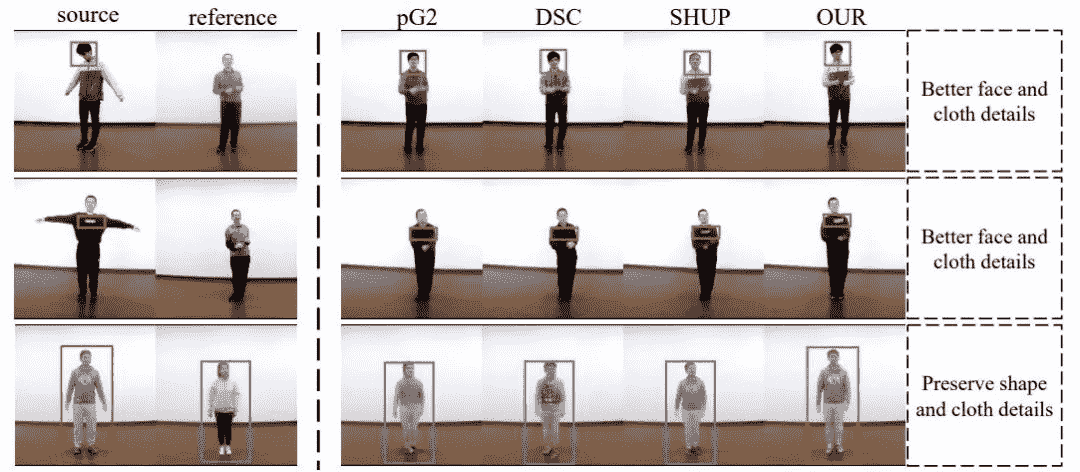 source reference pG2 DSC SHUP OUR
Better face and
cloth details
Better face and
cloth details
Preserve shape
and cloth details